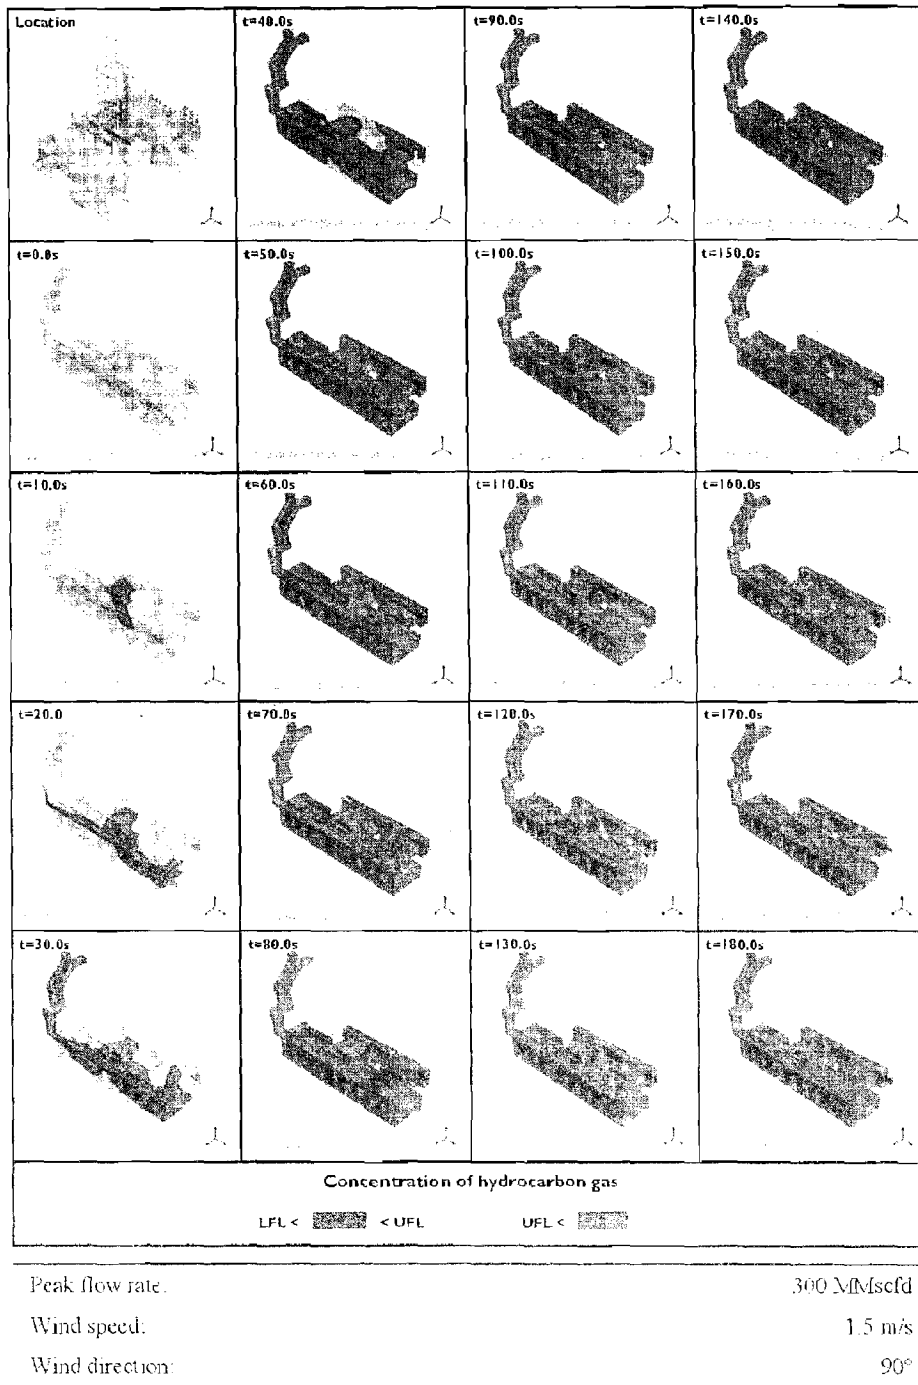 Location t=40.0s t=90.0s t=140.0s
t=0.0s t=50.0s t=100.0s t=150.0s
t=10.0s t=60.0s t=110.0s t=160.0s
t=20.0 t=70.0s t=120.0s t=170.0s
t=30.0s t=80.0s t=130.0s t=180.0s
Concentration of hydrocarbon gas
LFL < < UFL UFL <
Peak flow rate: 300 MMscfd
Wind speed: 1.5 m/s
Wind direction: 90°